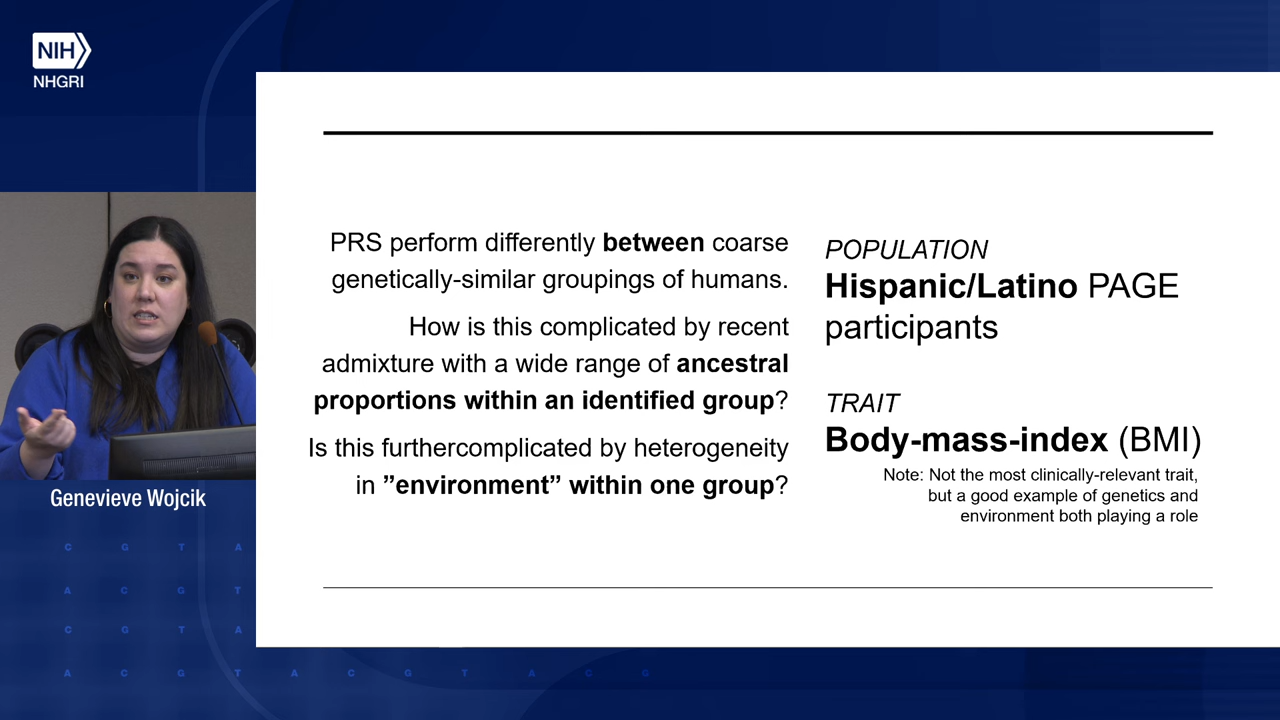 NIH
NHGRI
PRS perform differently between coarse
genetically-similar groupings of humans.
How is this complicated by recent
admixture with a wide range of ancestral
proportions within an identified group?
Is this furthercomplicated by heterogeneity
in ”environment” within one group?
POPULATION
Hispanic/Latino PAGE
participants
TRAIT
Body-mass-index (BMI)
Note: Not the most clinically-relevant trait,
but a good example of genetics and
environment both playing a role
Genevieve Wojcik
C G T A
A C G T
C G T A
A C G T A C G T A C G